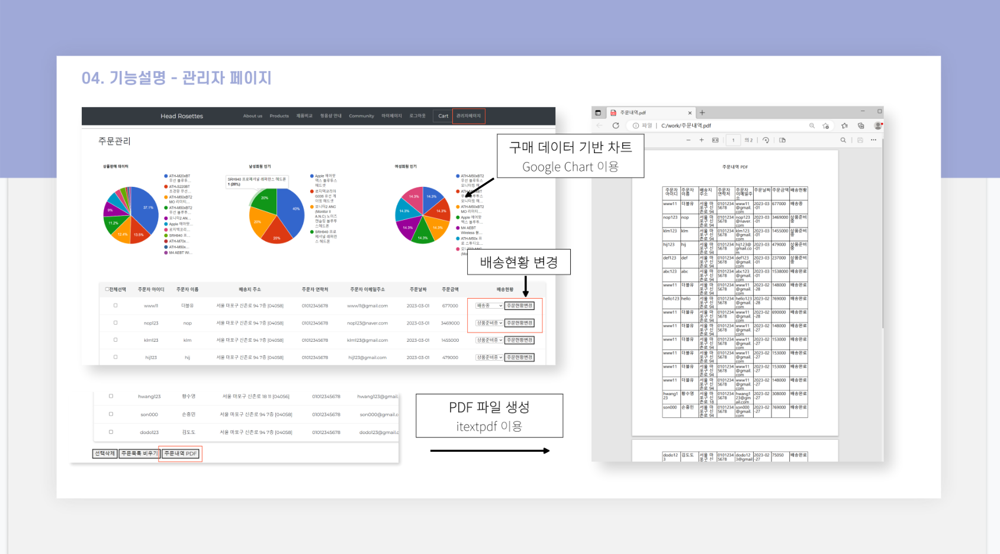 04. 기능설명 - 관리자 페이지
Head Rosettes About us Products 제품비교 청음샵 안내 Community 마이페이지 로그아웃 Cart 관리자페이지
주문관리
구매 데이터 기반 차트
Google Chart 이용
상품판매 데이터
37.1%
13.5%
12.4%
11.2%
9%
ATH-M20xBT
무선 블루투...
ATH-S220BT
초경량 무선...
ATH-M50xBT2
MO 리미티...
ATH-M50xBT2
무선 블루투...
모니터2 AN...
Apple 에어팟...
로지텍코리...
SRH940 프...
ATH-M70x...
ATH-M50x...
M4 AEBT Wi...
남성회원 인기
SRH940 프로페셔널 레퍼런스 헤드폰
1 (20%)
20%
40%
20%
20%
Apple 에어팟
맥스 블루투스
헤드셋
로지텍코리아
G335 유선 게
이밍 헤드셋
모니터2 ANC
(Monitor II
A.N.C) 노이즈
캔슬링 블루투
스헤드폰
SRH940 프로
페셔널 레퍼런
스 헤드폰
여성회원 인기
14.3%
14.3%
14.3%
14.3%
14.3%
14.3%
14.3%
ATH-M50xBT2
무선 블루투스
모니터링 헤...
모니터링 헤...
ATH-M50xBT2
MO 리미티...
Apple 에어팟
맥스 블루투...
M4 AEBT
Wireless 블...
ATH-M50x 프
로 스튜디오...
배송현황 변경
전체선택 주문자 아이디 주문자 이름 배송지 주소 주문자 연락처 주문자 이메일주소 주문날짜 주문금액 배송현황
www11 더블유 서울 마포구 신촌로 94 7층 [04058] 01012345678 www11@gmail.com 2023-03-01 677000 배송중 주문현황변경
nop123 nop 서울 마포구 신촌로 94 7층 [04058] 01012345678 nop123@naver.com 2023-03-01 3469000 상품준비중 주문현황변경
klm123 klm 서울 마포구 신촌로 94 7층 [04058] 01012345678 klm123@gmail.com 2023-03-01 1455000 상품준비중 주문현황변경
hij123 hij 서울 마포구 신촌로 94 7층 [04058] 01012345678 hij123@gmail.com 2023-03-01 479000 상품준비중 주문현황변경
hwang123 황수영 서울 마포구 신촌로 18 11 [04056] 01012345678 hwang123@gmail.
son000 손흥민 서울 마포구 신촌로 94 7층 [04058] 01012345678 son000@gmail.c
dodo123 김도도 서울 마포구 신촌로 94 7층 [04058] 01012345678 dodo123@gmail.c
선택삭제 주문목록 비우기 주문내역 PDF
PDF 파일 생성
itextpdf 이용
주문내역.pdf
파일 | C:/work/주문내역.pdf
1 의 2
주문내역 PDF
주문자 아이디 주문자 이름 배송지 주소 주문자 연락처 주문자 이메일주소 주문날짜 주문금액 배송현황
www11 더블유 서울 마포구 신촌로 94 01012345678 www11@gmail.com 2023-03-01 677000 배송중
nop123 nop 서울 마포구 신촌로 94 01012345678 nop123@naver.com 2023-03-01 3469000 상품준비중
klm123 klm 서울 마포구 신촌로 94 01012345678 klm123@gmail.com 2023-03-01 1455000 상품준비중
hij123 hij 서울 마포구 신촌로 94 01012345678 hij123@gmail.com 2023-03-01 479000 상품준비중
def123 def 서울 마포구 신촌로 94 01012345678 def123@gmail.com 2023-03-01 237000 상품준비중
abc123 abc 서울 마포구 신촌로 94 01012345678 abc123@gmail.com 2023-03-01 1538000 배송완료
www11 더블유 서울 마포구 신촌로 94 01012345678 www11@gmail.com 2023-02-28 148000 배송완료
hello123 hello 서울 마포구 신촌로 94 01012345678 hello123@gmail.com 2023-02-28 769000 배송완료
www11 더블유 서울 마포구 신촌로 94 01012345678 www11@gmail.com 2023-02-28 690000 배송완료
www11 더블유 서울 마포구 신촌로 94 01012345678 www11@gmail.com 2023-02-27 148000 배송완료
www11 더블유 서울 마포구 신촌로 94 01012345678 www11@gmail.com 2023-02-27 153000 배송완료
www11 더블유 서울 마포구 신촌로 94 01012345678 www11@gmail.com 2023-02-27 153000 배송완료
www11 더블유 서울 마포구 신촌로 94 01012345678 www11@gmail.com 2023-02-27 153000 배송완료
www11 더블유 서울 마포구 신촌로 94 01012345678 www11@gmail.com 2023-02-27 148000 배송완료
hwang123 황수영 서울 마포구 신촌로 18 01012345678 hwang123@gmail.com 2023-02-27 308000 배송완료
son000 손흥민 서울 마포구 신촌로 94 01012345678 son000@gmail.com 2023-02-27 769000 배송완료
dodo123 김도도 서울 마포구 신 01012345678 dodo123@gmail 2023-02-27 75050 배송완료